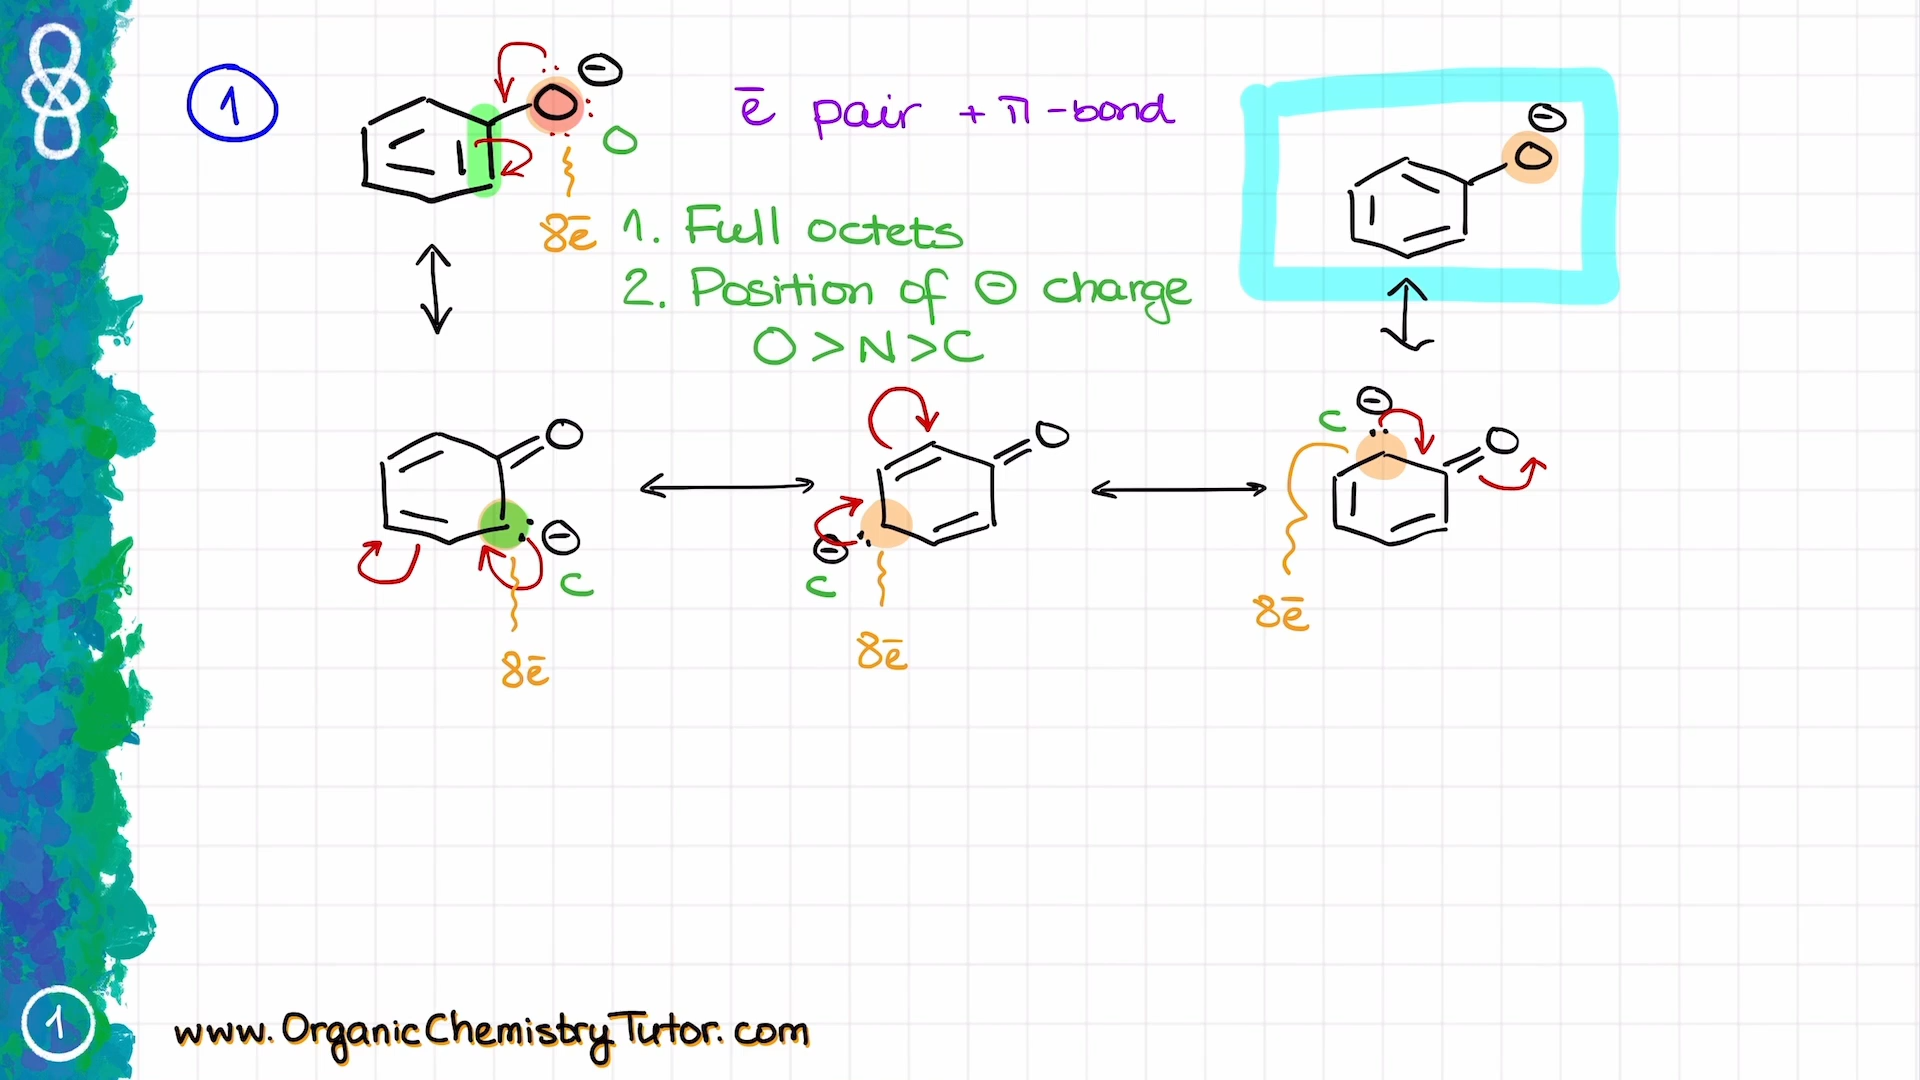 1
O ⊖
O
ē pair + π-bond
8ē
1. Full octets
2. Position of ⊖ charge
O > N > C
⊖
O
O
⊖
C
8ē
O
⊖
C
8ē
⊖
C
O
8ē
1
www.OrganicChemistryTutor.com